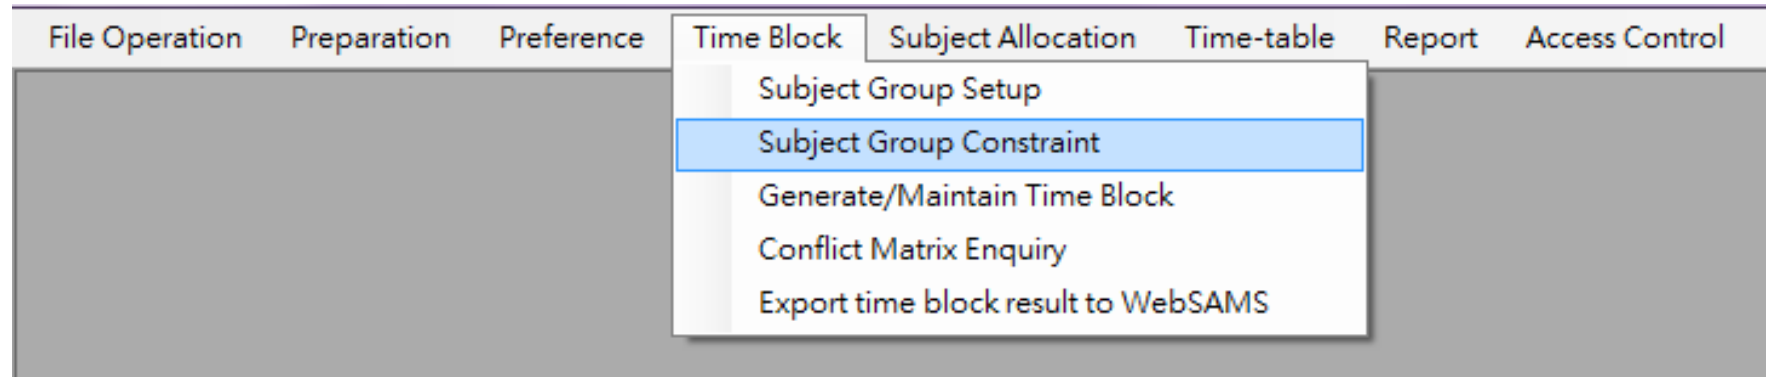 File Operation Preparation Preference Time Block Subject Allocation Time-table Report Access Control
Subject Group Setup
Subject Group Constraint
Generate/Maintain Time Block
Conflict Matrix Enquiry
Export time block result to WebSAMS